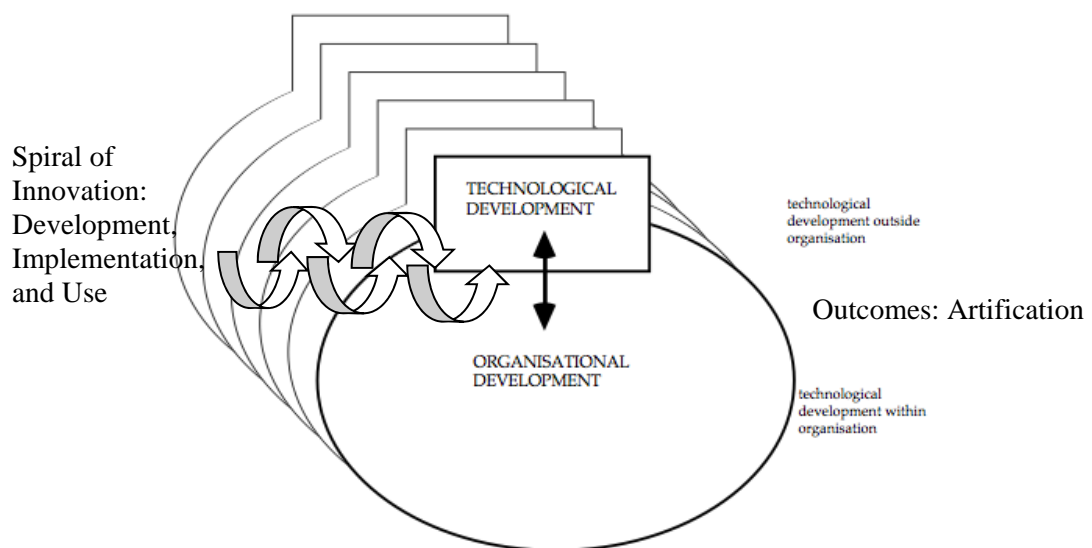 Spiral of
Innovation:
Development,
Implementation,
and Use
TECHNOLOGICAL
DEVELOPMENT
technological
development outside
organisation
Outcomes: Artification
ORGANISATIONAL
DEVELOPMENT
technological
development within
organisation